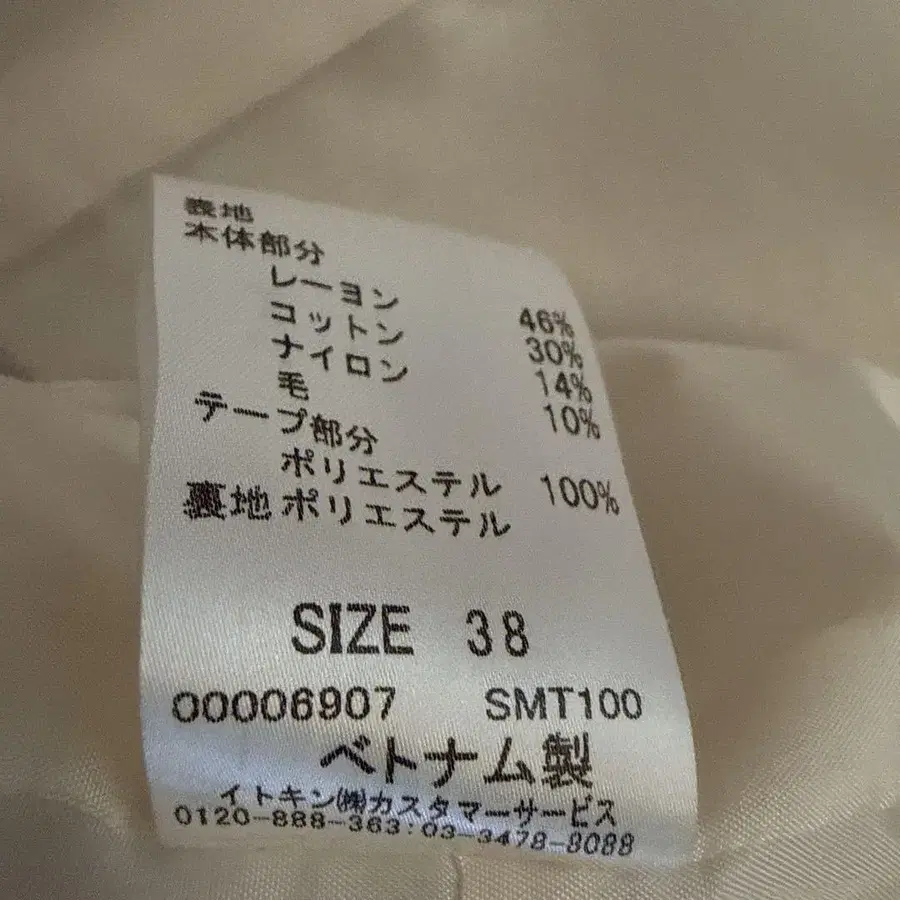 表地
本体部分
レーヨン 46%
コットン 30%
ナイロン 14%
毛 10%
テープ部分
ポリエステル 100%
裏地 ポリエステル
SIZE 38
00006907 SMT100
ベトナム製
イトキン(株)カスタマーサービス
0120-888-363:03-3478-8088